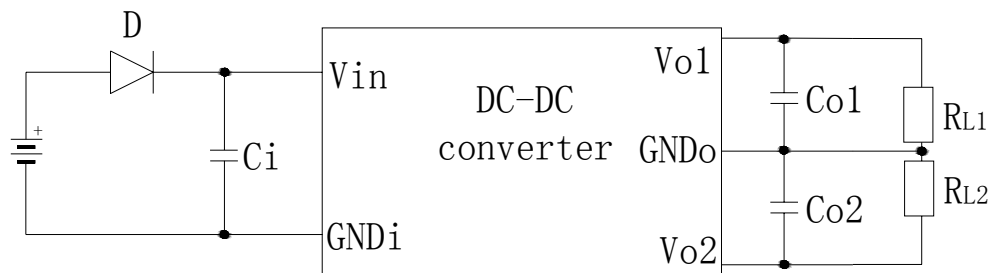 D
+
Vin
Ci
GNDi
DC-DC
converter
Vo1
GNDo
Vo2
Co1
Co2
RL1
RL2